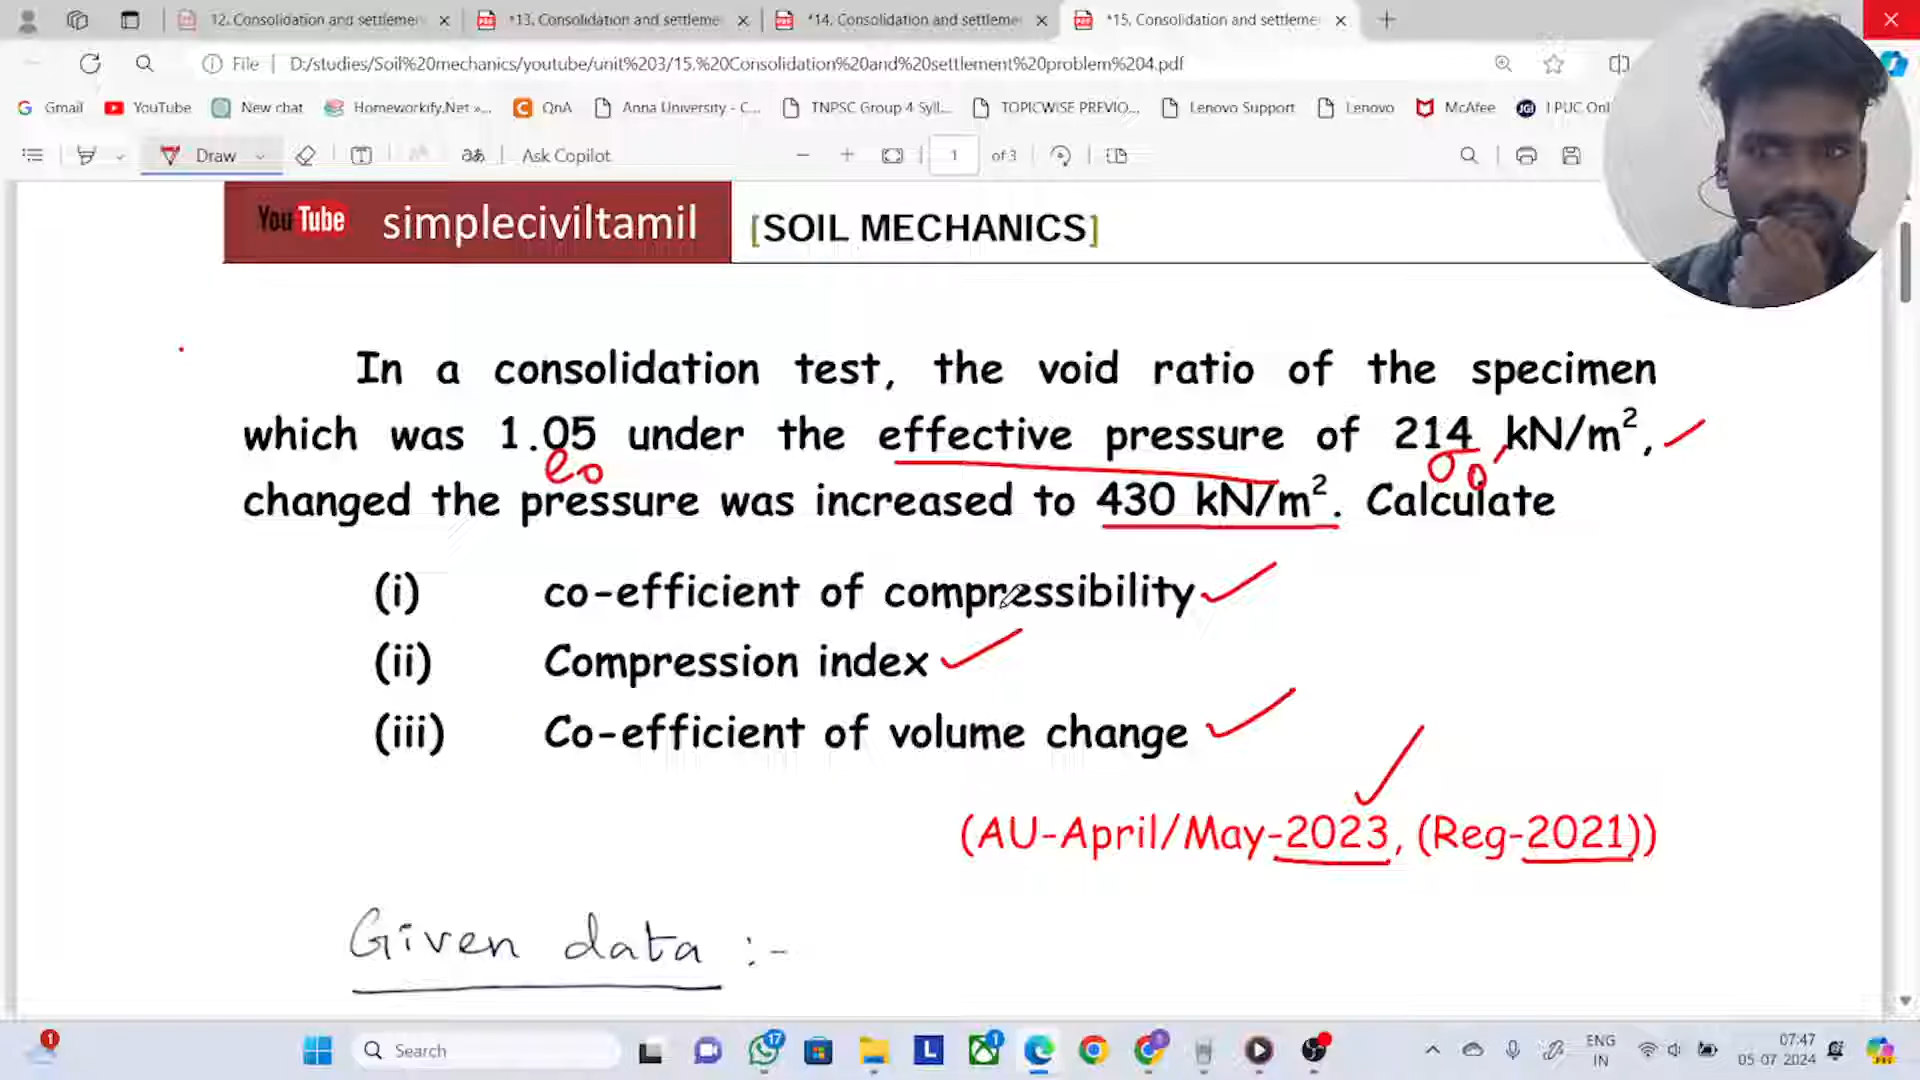 12. Consolidation and settlemen
*13. Consolidation and settleme
*14. Consolidation and settleme
*15. Consolidation and settleme
File
D:/studies/Soil%20mechanics/youtube/unit%203/15.%20Consolidation%20and%20settlement%20problem%204.pdf
Gmail
YouTube
New chat
Homeworkify.Net »...
QnA
Anna University - C...
TNPSC Group 4 Syll...
TOPICWISE PREVIO...
Lenovo Support
Lenovo
McAfee
I PUC Onl
Draw
Ask Copilot
1 of 3
YouTube simpleciviltamil
[SOIL MECHANICS]
In a consolidation test, the void ratio of the specimen
which was 1.05 under the effective pressure of 214 kN/m²,
e₀ σ₀'
changed the pressure was increased to 430 kN/m². Calculate
(i) co-efficient of compressibility
(ii) Compression index
(iii) Co-efficient of volume change
(AU-April/May-2023, (Reg-2021))
Given data :-
1
Search
17
1
ENG
IN
07:47
05-07-2024